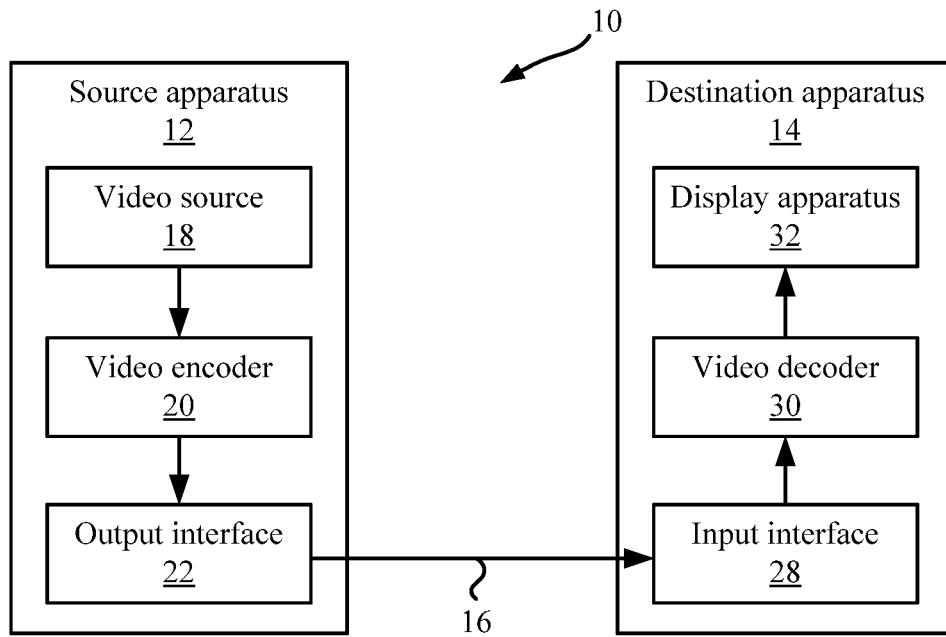 10
Source apparatus
12
Video source
18
Video encoder
20
Output interface
22
16
Destination apparatus
14
Display apparatus
32
Video decoder
30
Input interface
28